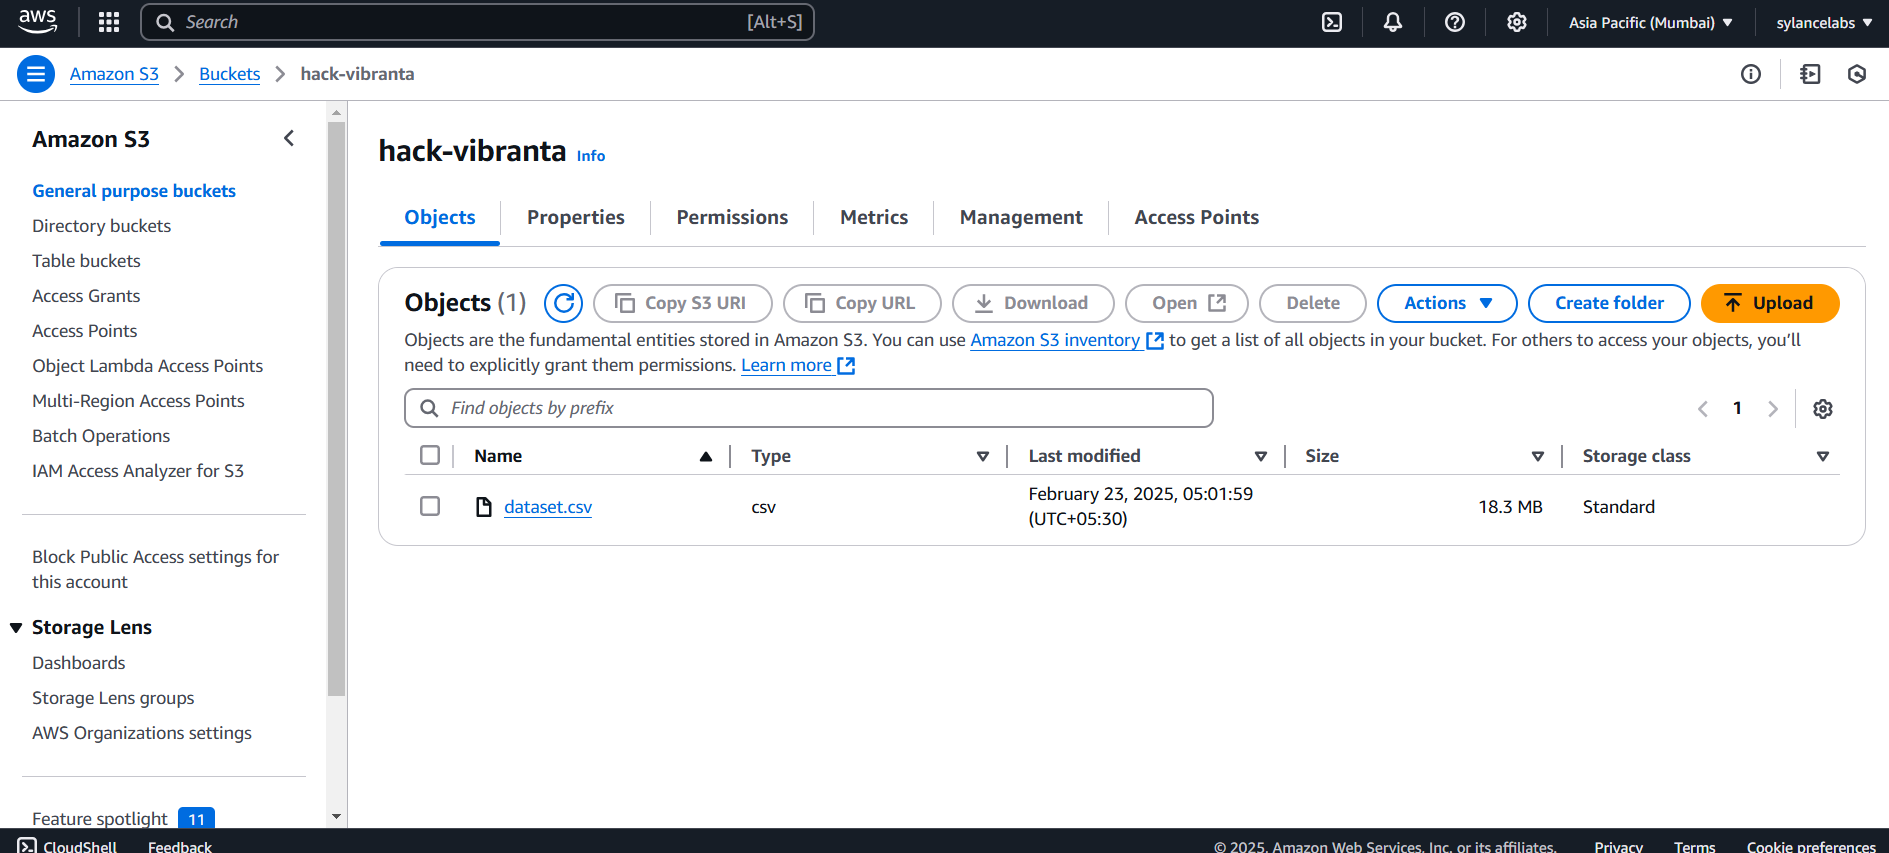 aws
Search
[Alt+S]
Asia Pacific (Mumbai)
sylancelabs
Amazon S3
Buckets
hack-vibranta
Amazon S3
General purpose buckets
Directory buckets
Table buckets
Access Grants
Access Points
Object Lambda Access Points
Multi-Region Access Points
Batch Operations
IAM Access Analyzer for S3
Block Public Access settings for
this account
Storage Lens
Dashboards
Storage Lens groups
AWS Organizations settings
Feature spotlight 11
hack-vibranta Info
Objects
Properties
Permissions
Metrics
Management
Access Points
Objects (1)
Copy S3 URI
Copy URL
Download
Open
Delete
Actions
Create folder
Upload
Objects are the fundamental entities stored in Amazon S3. You can use Amazon S3 inventory to get a list of all objects in your bucket. For others to access your objects, you'll
need to explicitly grant them permissions. Learn more
Find objects by prefix
1
Name
Type
Last modified
Size
Storage class
dataset.csv
csv
February 23, 2025, 05:01:59
(UTC+05:30)
18.3 MB
Standard
CloudShell
Feedback
© 2025, Amazon Web Services, Inc. or its affiliates.
Privacy
Terms
Cookie preferences